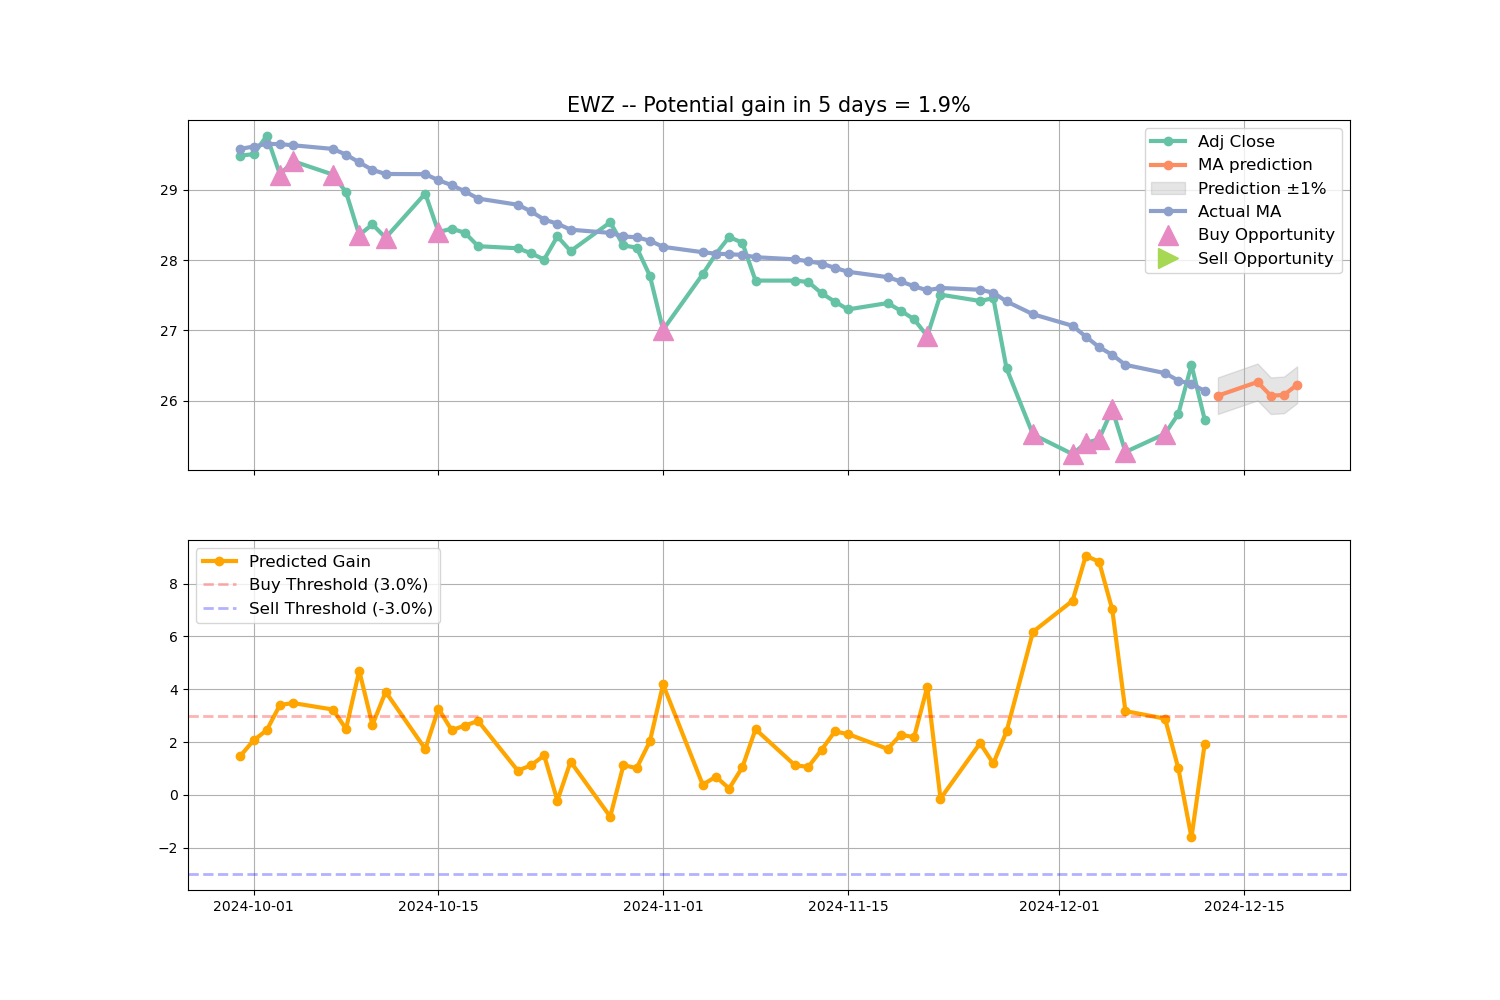 EWZ -- Potential gain in 5 days = 1.9%
Adj Close
MA prediction
Prediction ±1%
Actual MA
Buy Opportunity
Sell Opportunity
29
28
27
26
Predicted Gain
Buy Threshold (3.0%)
Sell Threshold (-3.0%)
8
6
4
2
0
−2
2024-10-01
2024-10-15
2024-11-01
2024-11-15
2024-12-01
2024-12-15